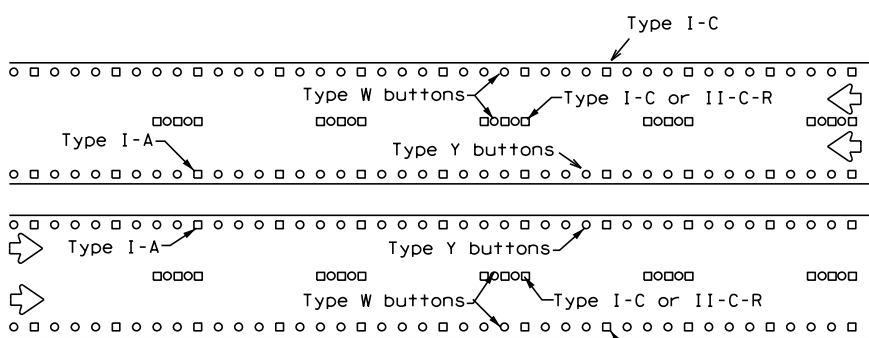 Type I-C
Type W buttons
Type I-C or II-C-R
Type I-A
Type Y buttons
Type I-A
Type Y buttons
Type W buttons
Type I-C or II-C-R